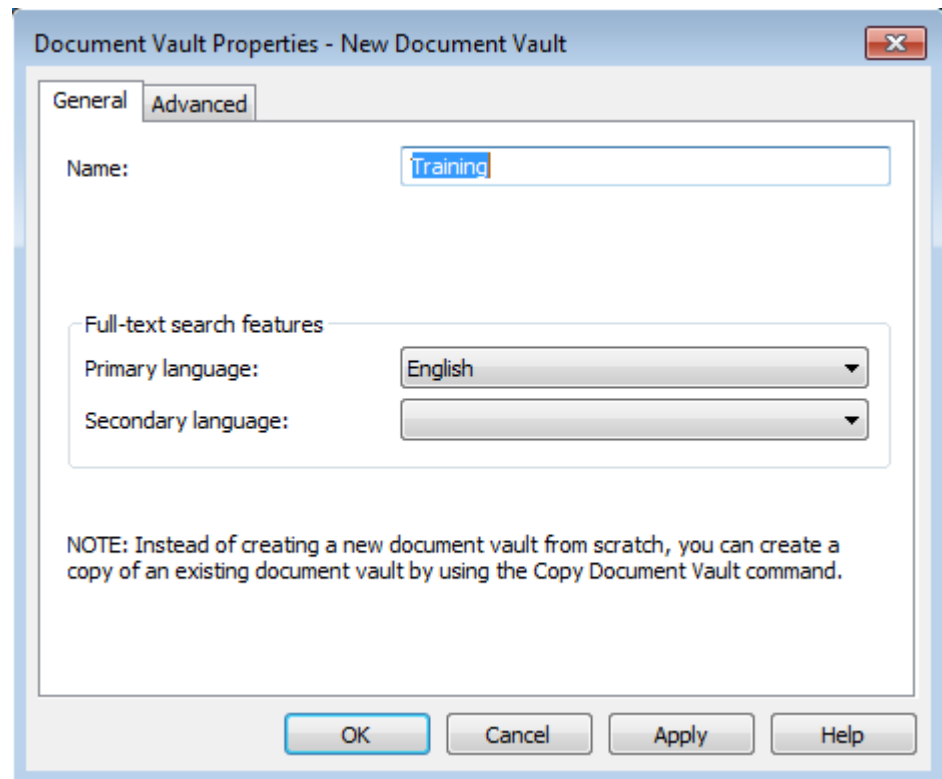 Document Vault Properties - New Document Vault
General Advanced
Name: Training
Full-text search features
Primary language: English
Secondary language:
NOTE: Instead of creating a new document vault from scratch, you can create a
copy of an existing document vault by using the Copy Document Vault command.
OK Cancel Apply Help